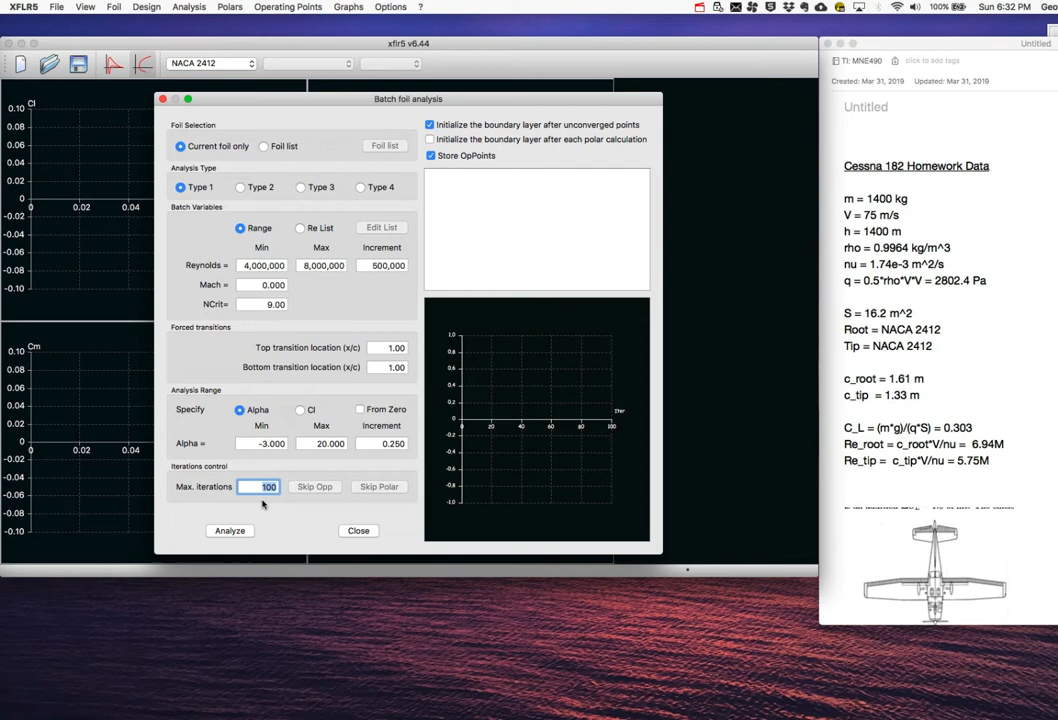 XFLR5 File View Foil Design Analysis Polars Operating Points Graphs Options ?
100% Sun 6:32 PM Geo
xflr5 v6.44
NACA 2412
Untitled
TI: MNE490 click to add tags
Created: Mar 31, 2019 Updated: Mar 31, 2019
Untitled
Cessna 182 Homework Data
m = 1400 kg
V = 75 m/s
h = 1400 m
rho = 0.9964 kg/m^3
nu = 1.74e-3 m^2/s
q = 0.5*rho*V*V = 2802.4 Pa
S = 16.2 m^2
Root = NACA 2412
Tip = NACA 2412
c_root = 1.61 m
c_tip = 1.33 m
C_L = (m*g)/(q*S) = 0.303
Re_root = c_root*V/nu = 6.94M
Re_tip = c_tip*V/nu = 5.75M
Cl
0.10
0.08
0.06
0.04
0.02
0
-0.02
-0.04
-0.06
-0.08
-0.10
0.02 0.04
Cm
0.10
0.08
0.06
0.04
0.02
0
-0.02
-0.04
-0.06
-0.08
-0.10
0.02 0.04
Batch foil analysis
Foil Selection
Current foil only Foil list Foil list
Analysis Type
Type 1 Type 2 Type 3 Type 4
Batch Variables
Range Re List Edit List
Min Max Increment
Reynolds = 4,000,000 8,000,000 500,000
Mach = 0.000
NCrit= 9.00
Forced transitions
Top transition location (x/c) 1.00
Bottom transition location (x/c) 1.00
Analysis Range
Specify Alpha Cl From Zero
Min Max Increment
Alpha = -3.000 20.000 0.250
Iterations control
Max. iterations 100 Skip Opp Skip Polar
Analyze Close
Initialize the boundary layer after unconverged points
Initialize the boundary layer after each polar calculation
Store OpPoints
1.0
0.8
0.6
0.4
0.2
0
-0.2
-0.4
-0.6
-0.8
-1.0
0 20 40 60 80 100
Iter